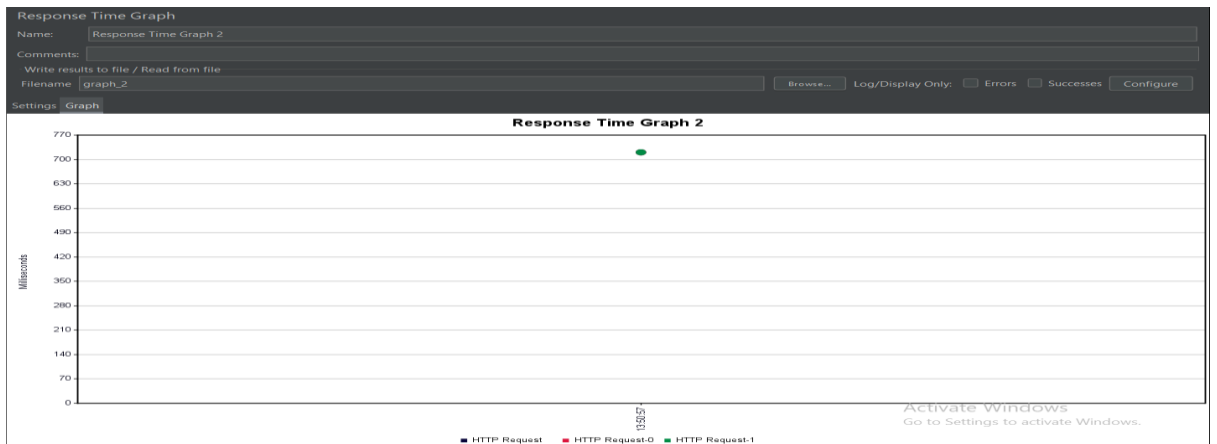 Response Time Graph
Name: Response Time Graph 2
Comments:
Write results to file / Read from file
Filename graph_2 Browse... Log/Display Only: Errors Successes Configure
Settings Graph
Response Time Graph 2
770
700
630
560
490
420
350
280
210
140
70
0
Milliseconds
13:50:57
Activate Windows
Go to Settings to activate Windows.
HTTP Request HTTP Request-0 HTTP Request-1